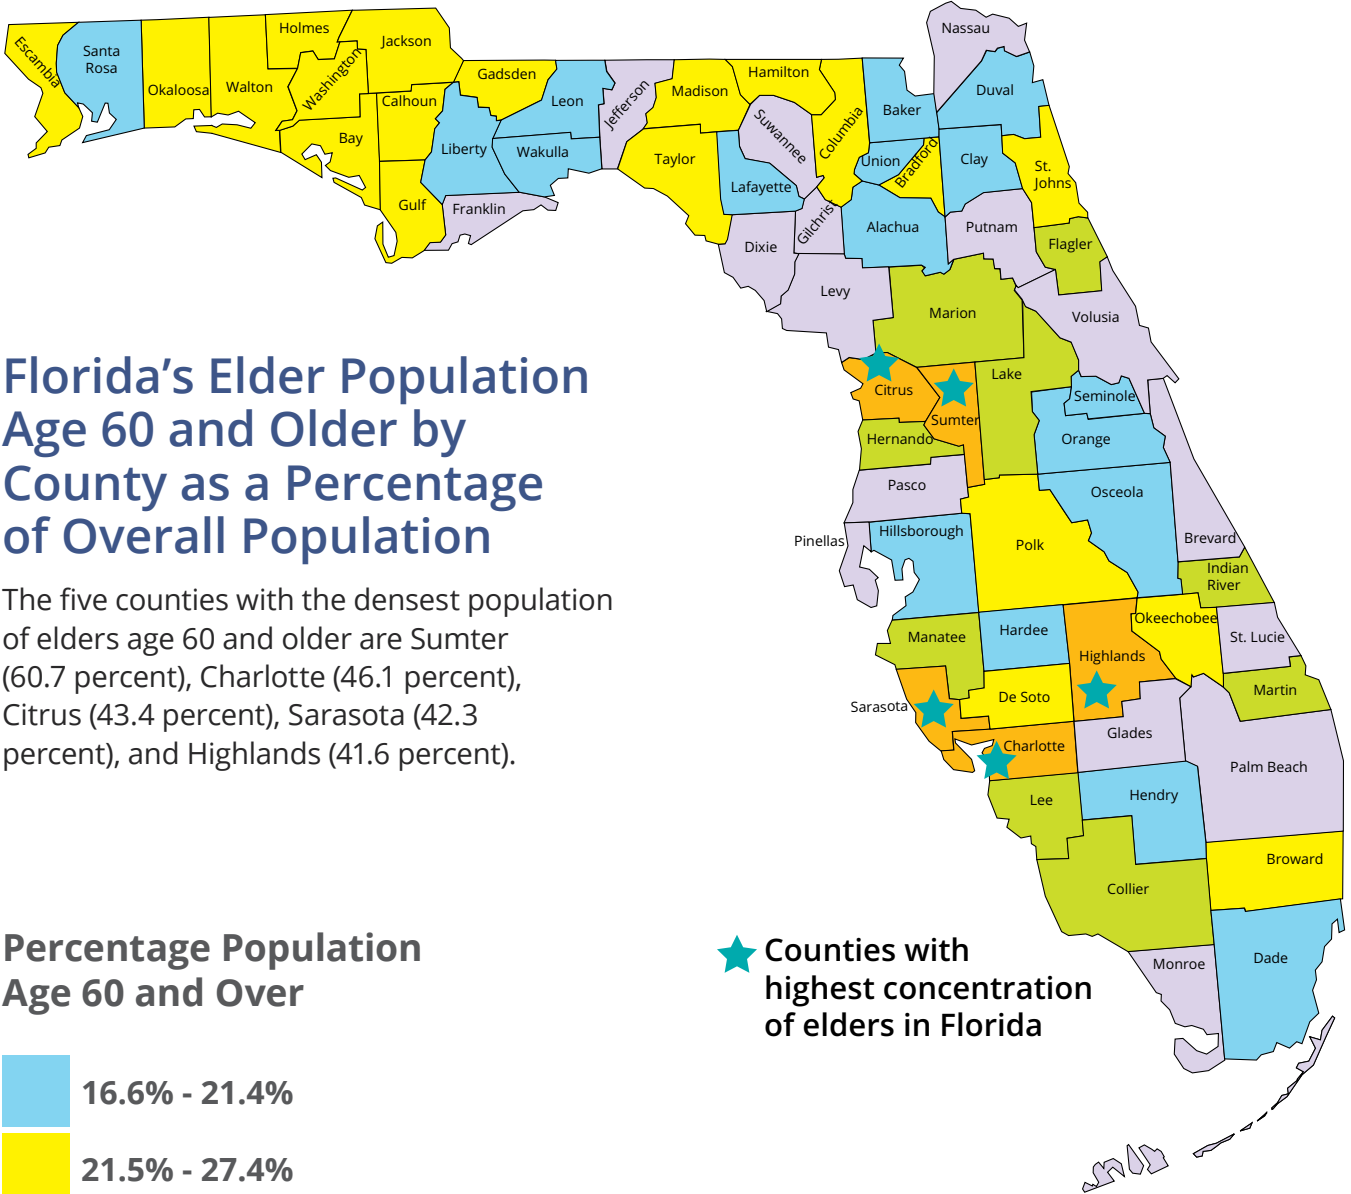 Nassau
Holmes
Jackson
Escambia
Santa
Rosa
Okaloosa
Walton
Washington
Calhoun
Gadsden
Leon
Jefferson
Madison
Hamilton
Bay
Liberty
Wakulla
Taylor
Suwannee
Columbia
Baker
Duval
Gulf
Franklin
Lafayette
Union
Bradford
Clay
St.
Johns
Dixie
Gilchrist
Alachua
Putnam
Flagler
Levy
Marion
Volusia
Citrus
Sumter
Lake
Seminole
Hernando
Orange
Pasco
Osceola
Pinellas
Hillsborough
Polk
Brevard
Indian
River
Manatee
Hardee
Highlands
Okeechobee
St. Lucie
Sarasota
De Soto
Martin
Charlotte
Glades
Palm Beach
Lee
Hendry
Collier
Broward
Monroe
Dade
Florida’s Elder Population
Age 60 and Older by
County as a Percentage
of Overall Population
The five counties with the densest population
of elders age 60 and older are Sumter
(60.7 percent), Charlotte (46.1 percent),
Citrus (43.4 percent), Sarasota (42.3
percent), and Highlands (41.6 percent).
Percentage Population
Age 60 and Over
16.6% - 21.4%
21.5% - 27.4%
Counties with
highest concentration
of elders in Florida